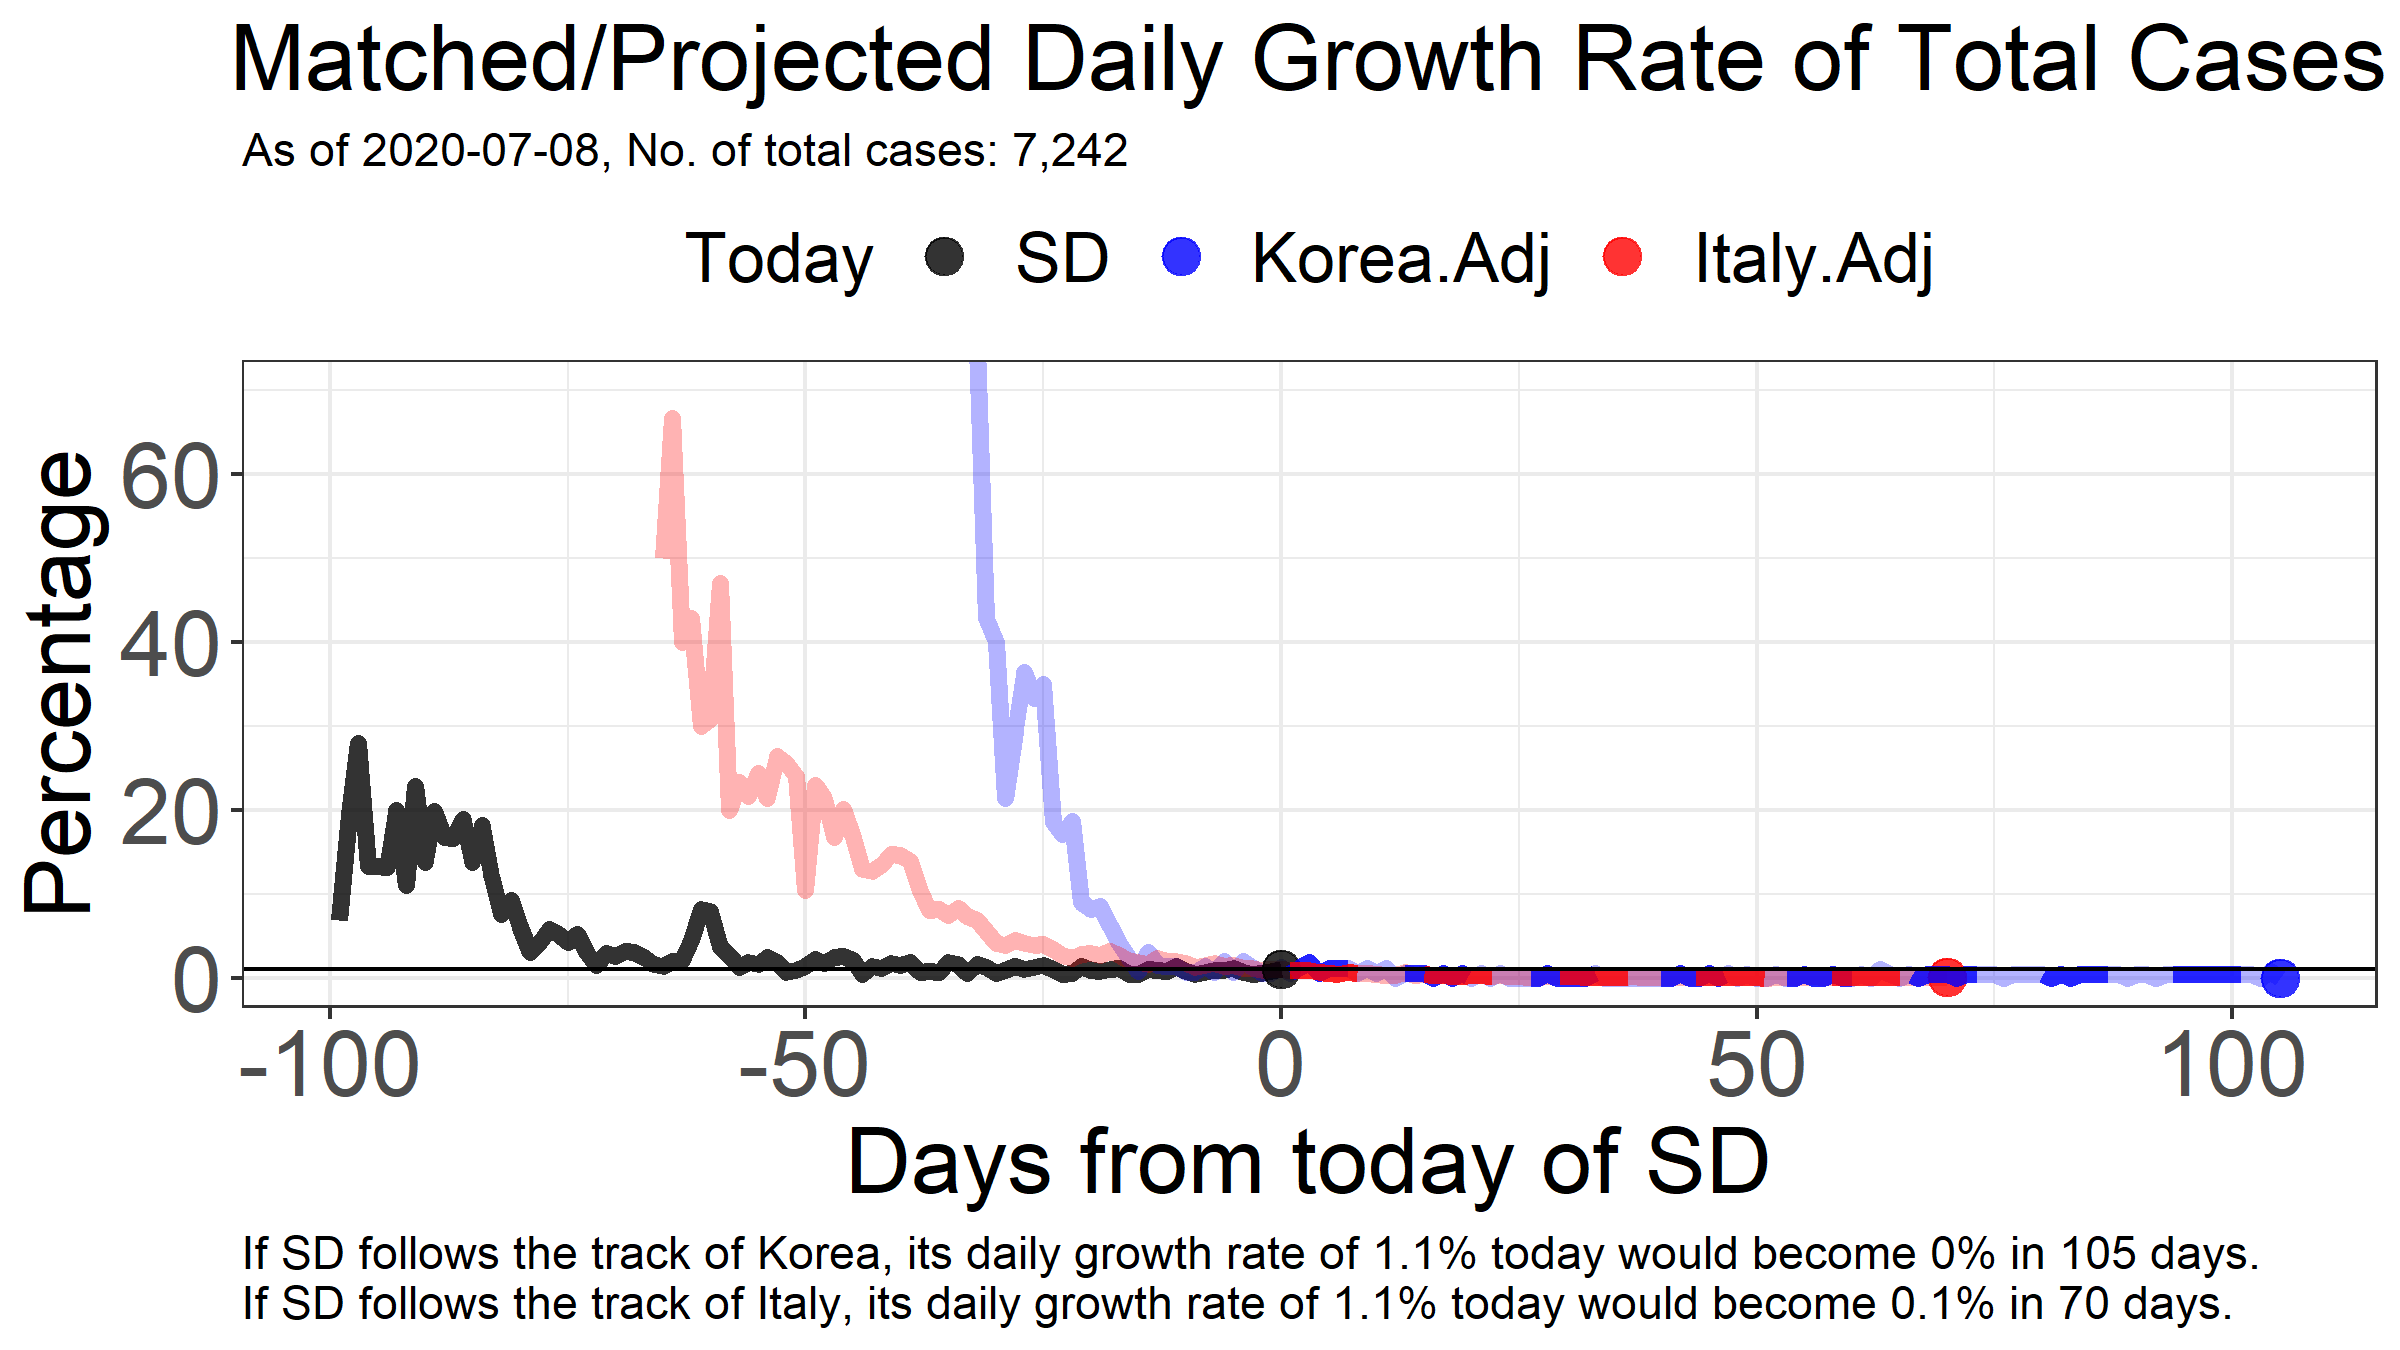 Matched/Projected Daily Growth Rate of Total Cases
As of 2020-07-08, No. of total cases: 7,242
Today SD Korea.Adj Italy.Adj
Percentage
60
40
20
0
-100 -50 0 50 100
Days from today of SD
If SD follows the track of Korea, its daily growth rate of 1.1% today would become 0% in 105 days.
If SD follows the track of Italy, its daily growth rate of 1.1% today would become 0.1% in 70 days.